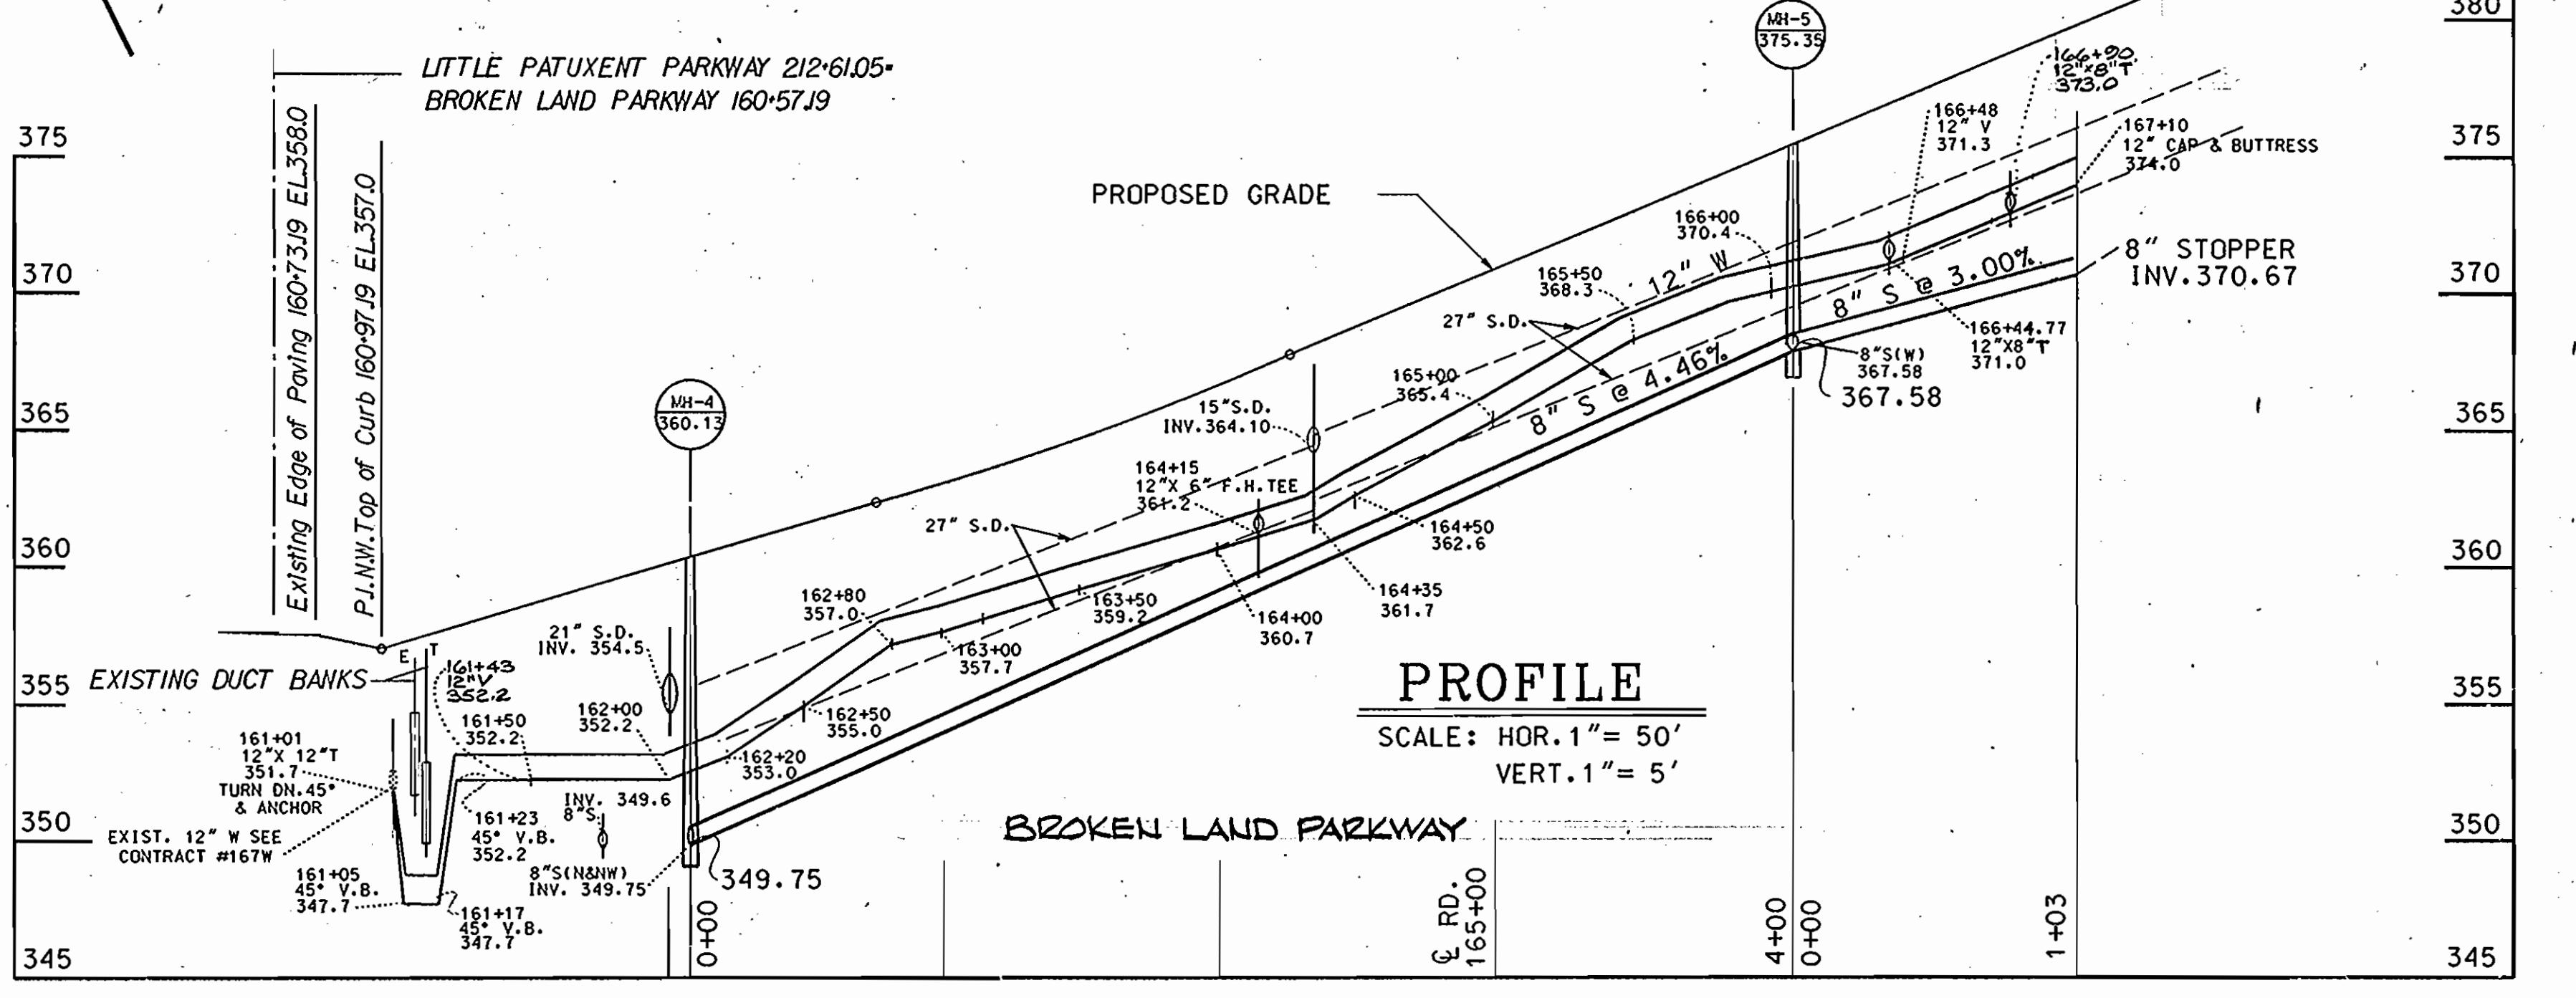 LITTLE PATUXENT PARKWAY 212+61.05=
BROKEN LAND PARKWAY 160+57.19
Existing Edge of Paving 160+73.19 EL.358.0
P.I.N.W. Top of Curb 160+97.19 EL.357.0
MH-5
375.35
380
375
370
365
360
355
350
345
166+90
12"x8"T
373.0
166+48
12" V
371.3
167+10
12" CAP & BUTTRESS
374.0
PROPOSED GRADE
166+00
370.4
165+50
368.3
12" W
27" S.D.
8" S @ 3.00%
8" STOPPER
INV.370.67
166+44.77
12"X8"T
371.0
8"S(W)
367.58
367.58
8" S @ 4.46%
165+00
365.4
15"S.D.
INV.364.10
MH-4
360.13
164+15
12"X 6" F.H.TEE
361.2
27" S.D.
164+50
362.6
164+35
361.7
164+00
360.7
163+50
359.2
163+00
357.7
162+80
357.0
162+50
355.0
162+20
353.0
21" S.D.
INV. 354.5
162+00
352.2
161+50
352.2
161+43
12"V
352.2
E
T
EXISTING DUCT BANKS
161+01
12"X 12"T
351.7
TURN DN.45°
& ANCHOR
EXIST. 12" W SEE
CONTRACT #167W
161+05
45° V.B.
347.7
161+17
45° V.B.
347.7
161+23
45° V.B.
352.2
INV. 349.6
8"S
8"S(N&NW)
INV. 349.75
349.75
PROFILE
SCALE: HOR.1"= 50'
VERT.1"= 5'
BROKEN LAND PARKWAY
0+00
℄ RD.
165+00
4+00
0+00
1+03
375
370
365
360
355
350
345